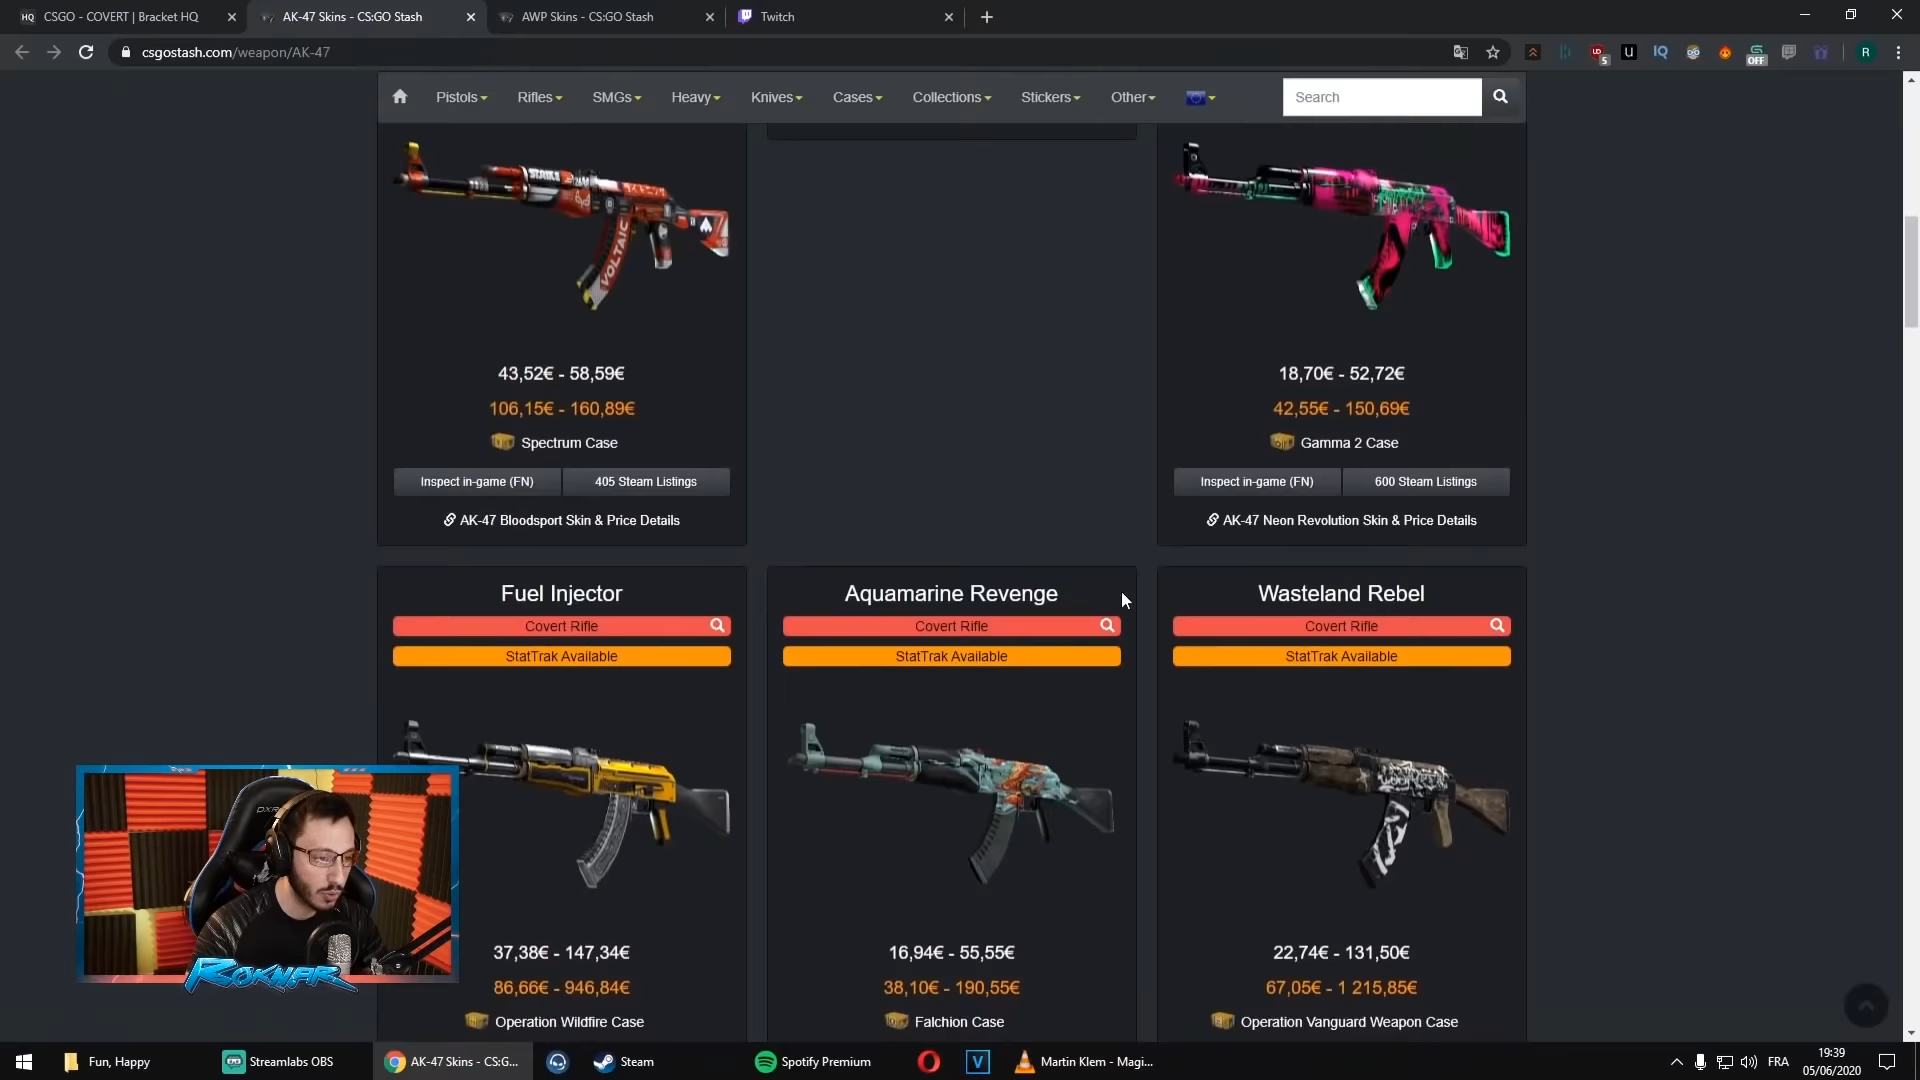 CSGO - COVERT | Bracket HQ
AK-47 Skins - CS:GO Stash
AWP Skins - CS:GO Stash
Twitch
csgostash.com/weapon/AK-47
Pistols
Rifles
SMGs
Heavy
Knives
Cases
Collections
Stickers
Other
Search
STRIKE
VOLTAIC
43,52€ - 58,59€
106,15€ - 160,89€
Spectrum Case
Inspect in-game (FN)
405 Steam Listings
AK-47 Bloodsport Skin & Price Details
18,70€ - 52,72€
42,55€ - 150,69€
Gamma 2 Case
Inspect in-game (FN)
600 Steam Listings
AK-47 Neon Revolution Skin & Price Details
Fuel Injector
Covert Rifle
StatTrak Available
37,38€ - 147,34€
86,66€ - 946,84€
Operation Wildfire Case
Aquamarine Revenge
Covert Rifle
StatTrak Available
16,94€ - 55,55€
38,10€ - 190,55€
Falchion Case
Wasteland Rebel
Covert Rifle
StatTrak Available
22,74€ - 131,50€
67,05€ - 1 215,85€
Operation Vanguard Weapon Case
ROKNAR
Fun, Happy
Streamlabs OBS
AK-47 Skins - CS:G...
Steam
Spotify Premium
Martin Klem - Magi...
FRA
19:39
05/06/2020